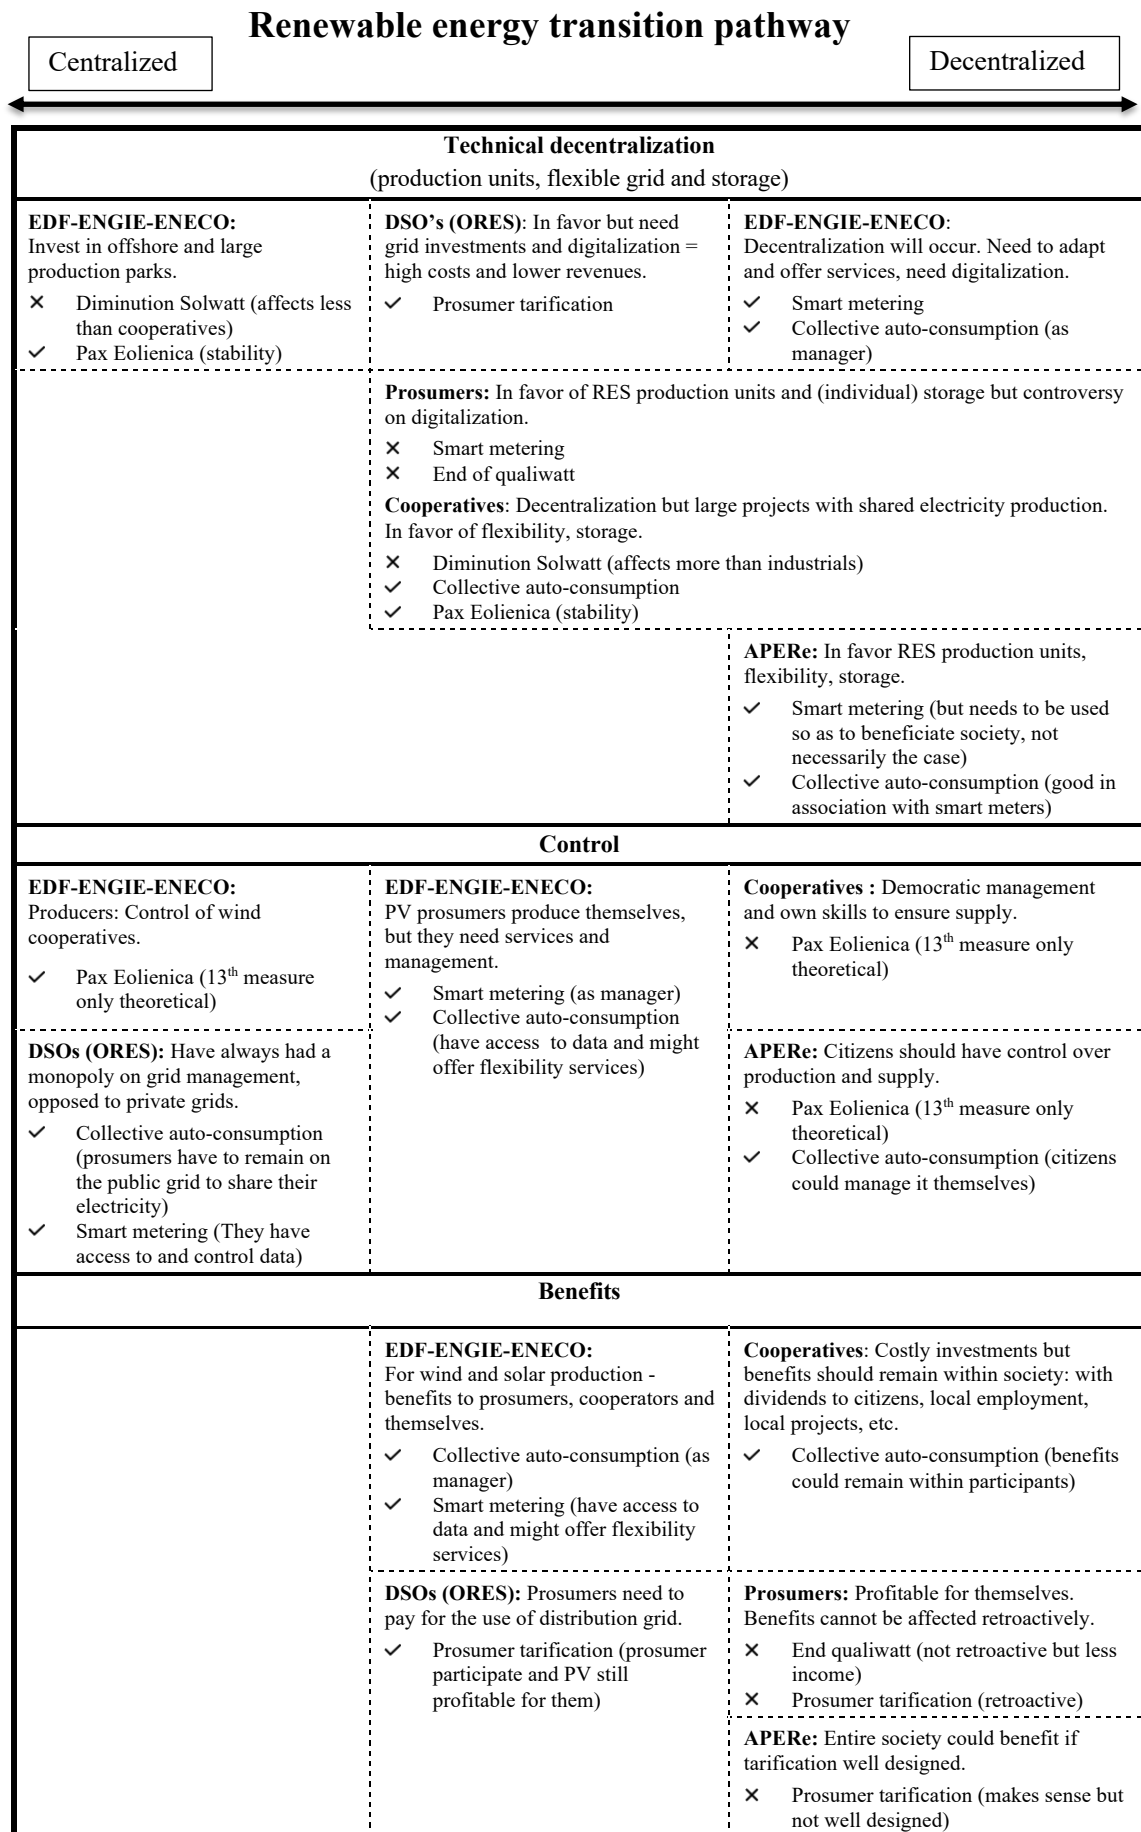 Renewable energy transition pathway
Centralized
Decentralized
Technical decentralization
(production units, flexible grid and storage)
EDF-ENGIE-ENECO:
Invest in offshore and large
production parks.
✕ Diminution Solwatt (affects less
than cooperatives)
✓ Pax Eolienica (stability)
DSO’s (ORES): In favor but need
grid investments and digitalization =
high costs and lower revenues.
✓ Prosumer tarification
EDF-ENGIE-ENECO:
Decentralization will occur. Need to adapt
and offer services, need digitalization.
✓ Smart metering
✓ Collective auto-consumption (as
manager)
Prosumers: In favor of RES production units and (individual) storage but controversy
on digitalization.
✕ Smart metering
✕ End of qualiwatt
Cooperatives: Decentralization but large projects with shared electricity production.
In favor of flexibility, storage.
✕ Diminution Solwatt (affects more than industrials)
✓ Collective auto-consumption
✓ Pax Eolienica (stability)
APERe: In favor RES production units,
flexibility, storage.
✓ Smart metering (but needs to be used
so as to beneficiate society, not
necessarily the case)
✓ Collective auto-consumption (good in
association with smart meters)
Control
EDF-ENGIE-ENECO:
Producers: Control of wind
cooperatives.
✓ Pax Eolienica (13th measure
only theoretical)
DSOs (ORES): Have always had a
monopoly on grid management,
opposed to private grids.
✓ Collective auto-consumption
(prosumers have to remain on
the public grid to share their
electricity)
✓ Smart metering (They have
access to and control data)
EDF-ENGIE-ENECO:
PV prosumers produce themselves,
but they need services and
management.
✓ Smart metering (as manager)
✓ Collective auto-consumption
(have access to data and might
offer flexibility services)
Cooperatives : Democratic management
and own skills to ensure supply.
✕ Pax Eolienica (13th measure only
theoretical)
APERe: Citizens should have control over
production and supply.
✕ Pax Eolienica (13th measure only
theoretical)
✓ Collective auto-consumption (citizens
could manage it themselves)
Benefits
EDF-ENGIE-ENECO:
For wind and solar production -
benefits to prosumers, cooperators and
themselves.
✓ Collective auto-consumption (as
manager)
✓ Smart metering (have access to
data and might offer flexibility
services)
DSOs (ORES): Prosumers need to
pay for the use of distribution grid.
✓ Prosumer tarification (prosumer
participate and PV still
profitable for them)
Cooperatives: Costly investments but
benefits should remain within society: with
dividends to citizens, local employment,
local projects, etc.
✓ Collective auto-consumption (benefits
could remain within participants)
Prosumers: Profitable for themselves.
Benefits cannot be affected retroactively.
✕ End qualiwatt (not retroactive but less
income)
✕ Prosumer tarification (retroactive)
APERe: Entire society could benefit if
tarification well designed.
✕ Prosumer tarification (makes sense but
not well designed)